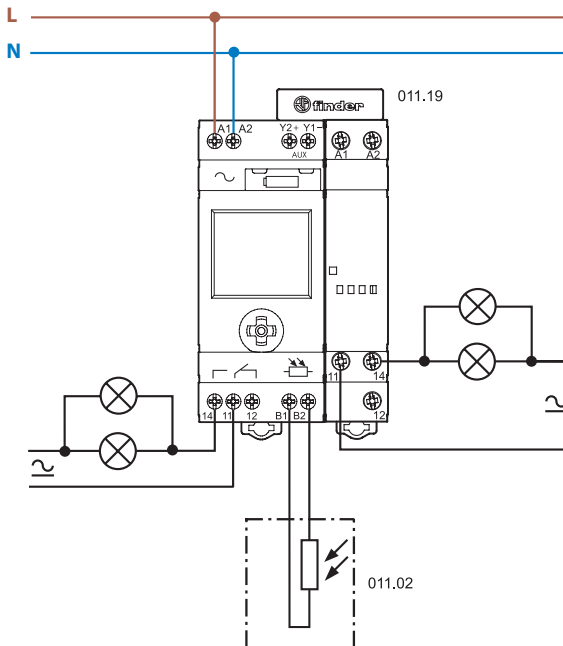 L
N
finder
011.19
A1 A2 Y2+ Y1- A1 A2
AUX
11 14
14 11 12 B1 B2 12
011.02